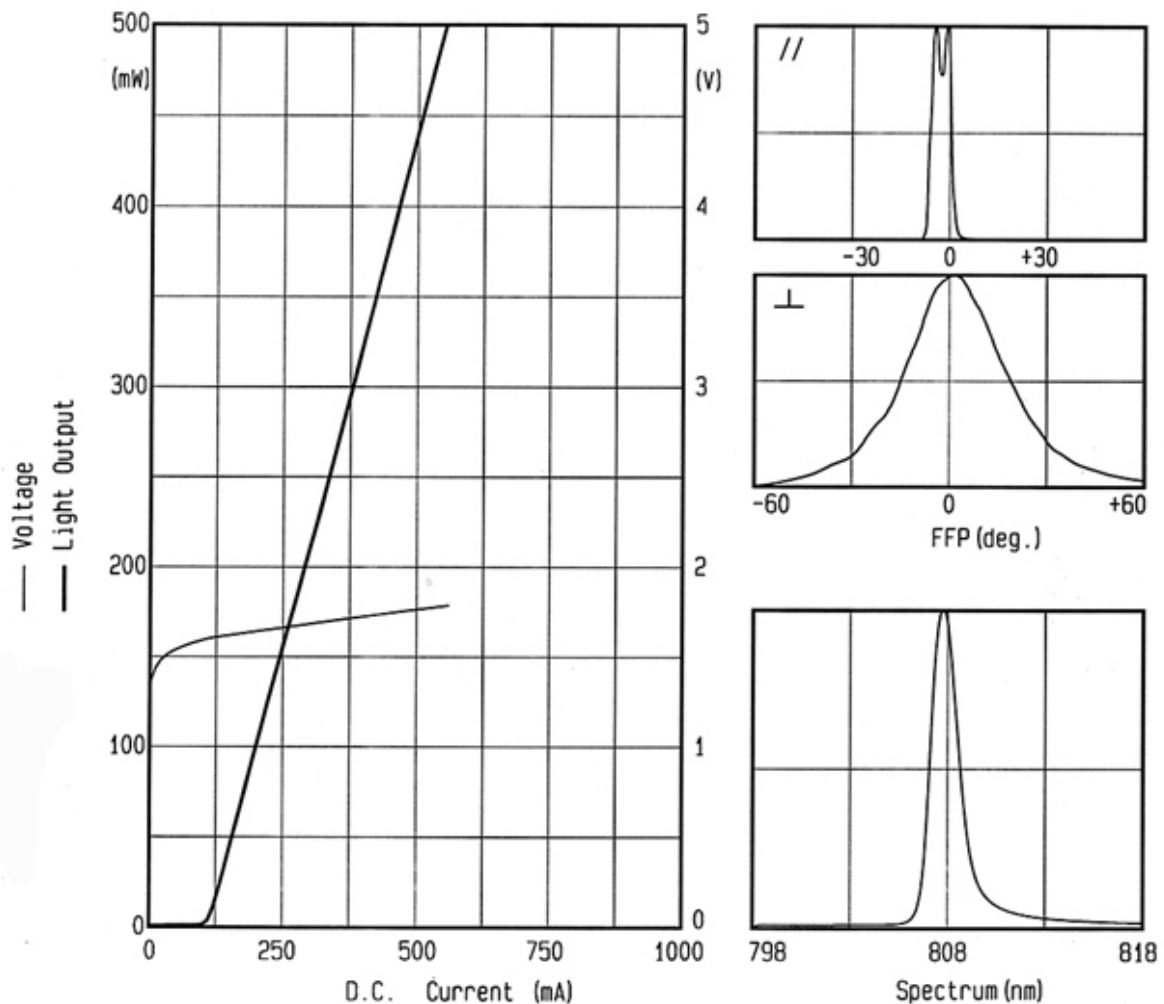 500
(mW)
400
300
200
100
0
5
(V)
4
3
2
1
0
0 250 500 750 1000
D.C. Current (mA)
Voltage
Light Output
//
-30 0 +30
⊥
-60 0 +60
FFP (deg.)
798 808 818
Spectrum (nm)